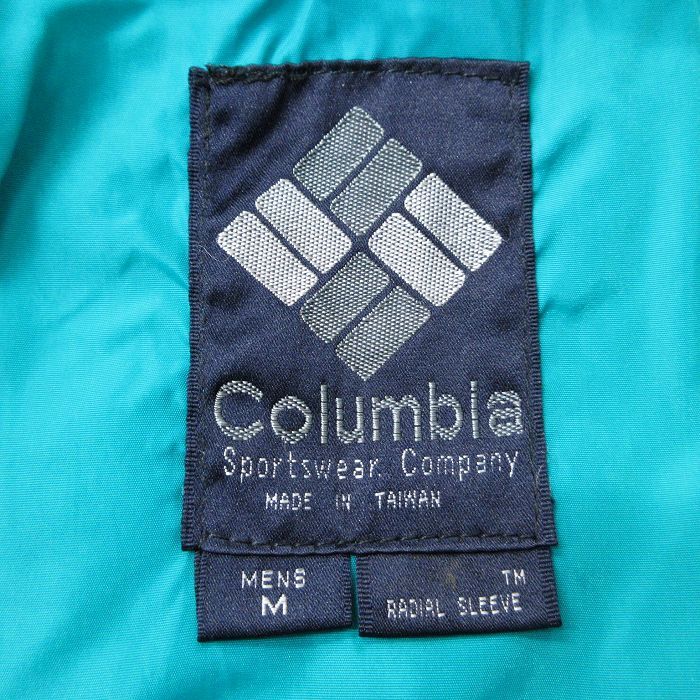 Columbia
Sportswear Company
MADE IN TAIWAN
MENS
M
TM
RADIAL SLEEVE